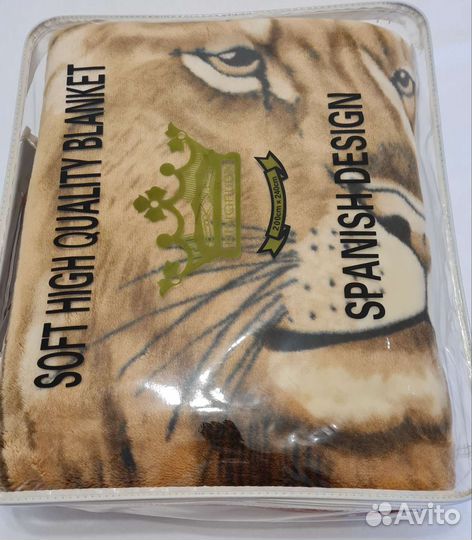 SOFT HIGH QUALITY BLANKET
200cm x 240cm
SPANISH DESIGN
Avito